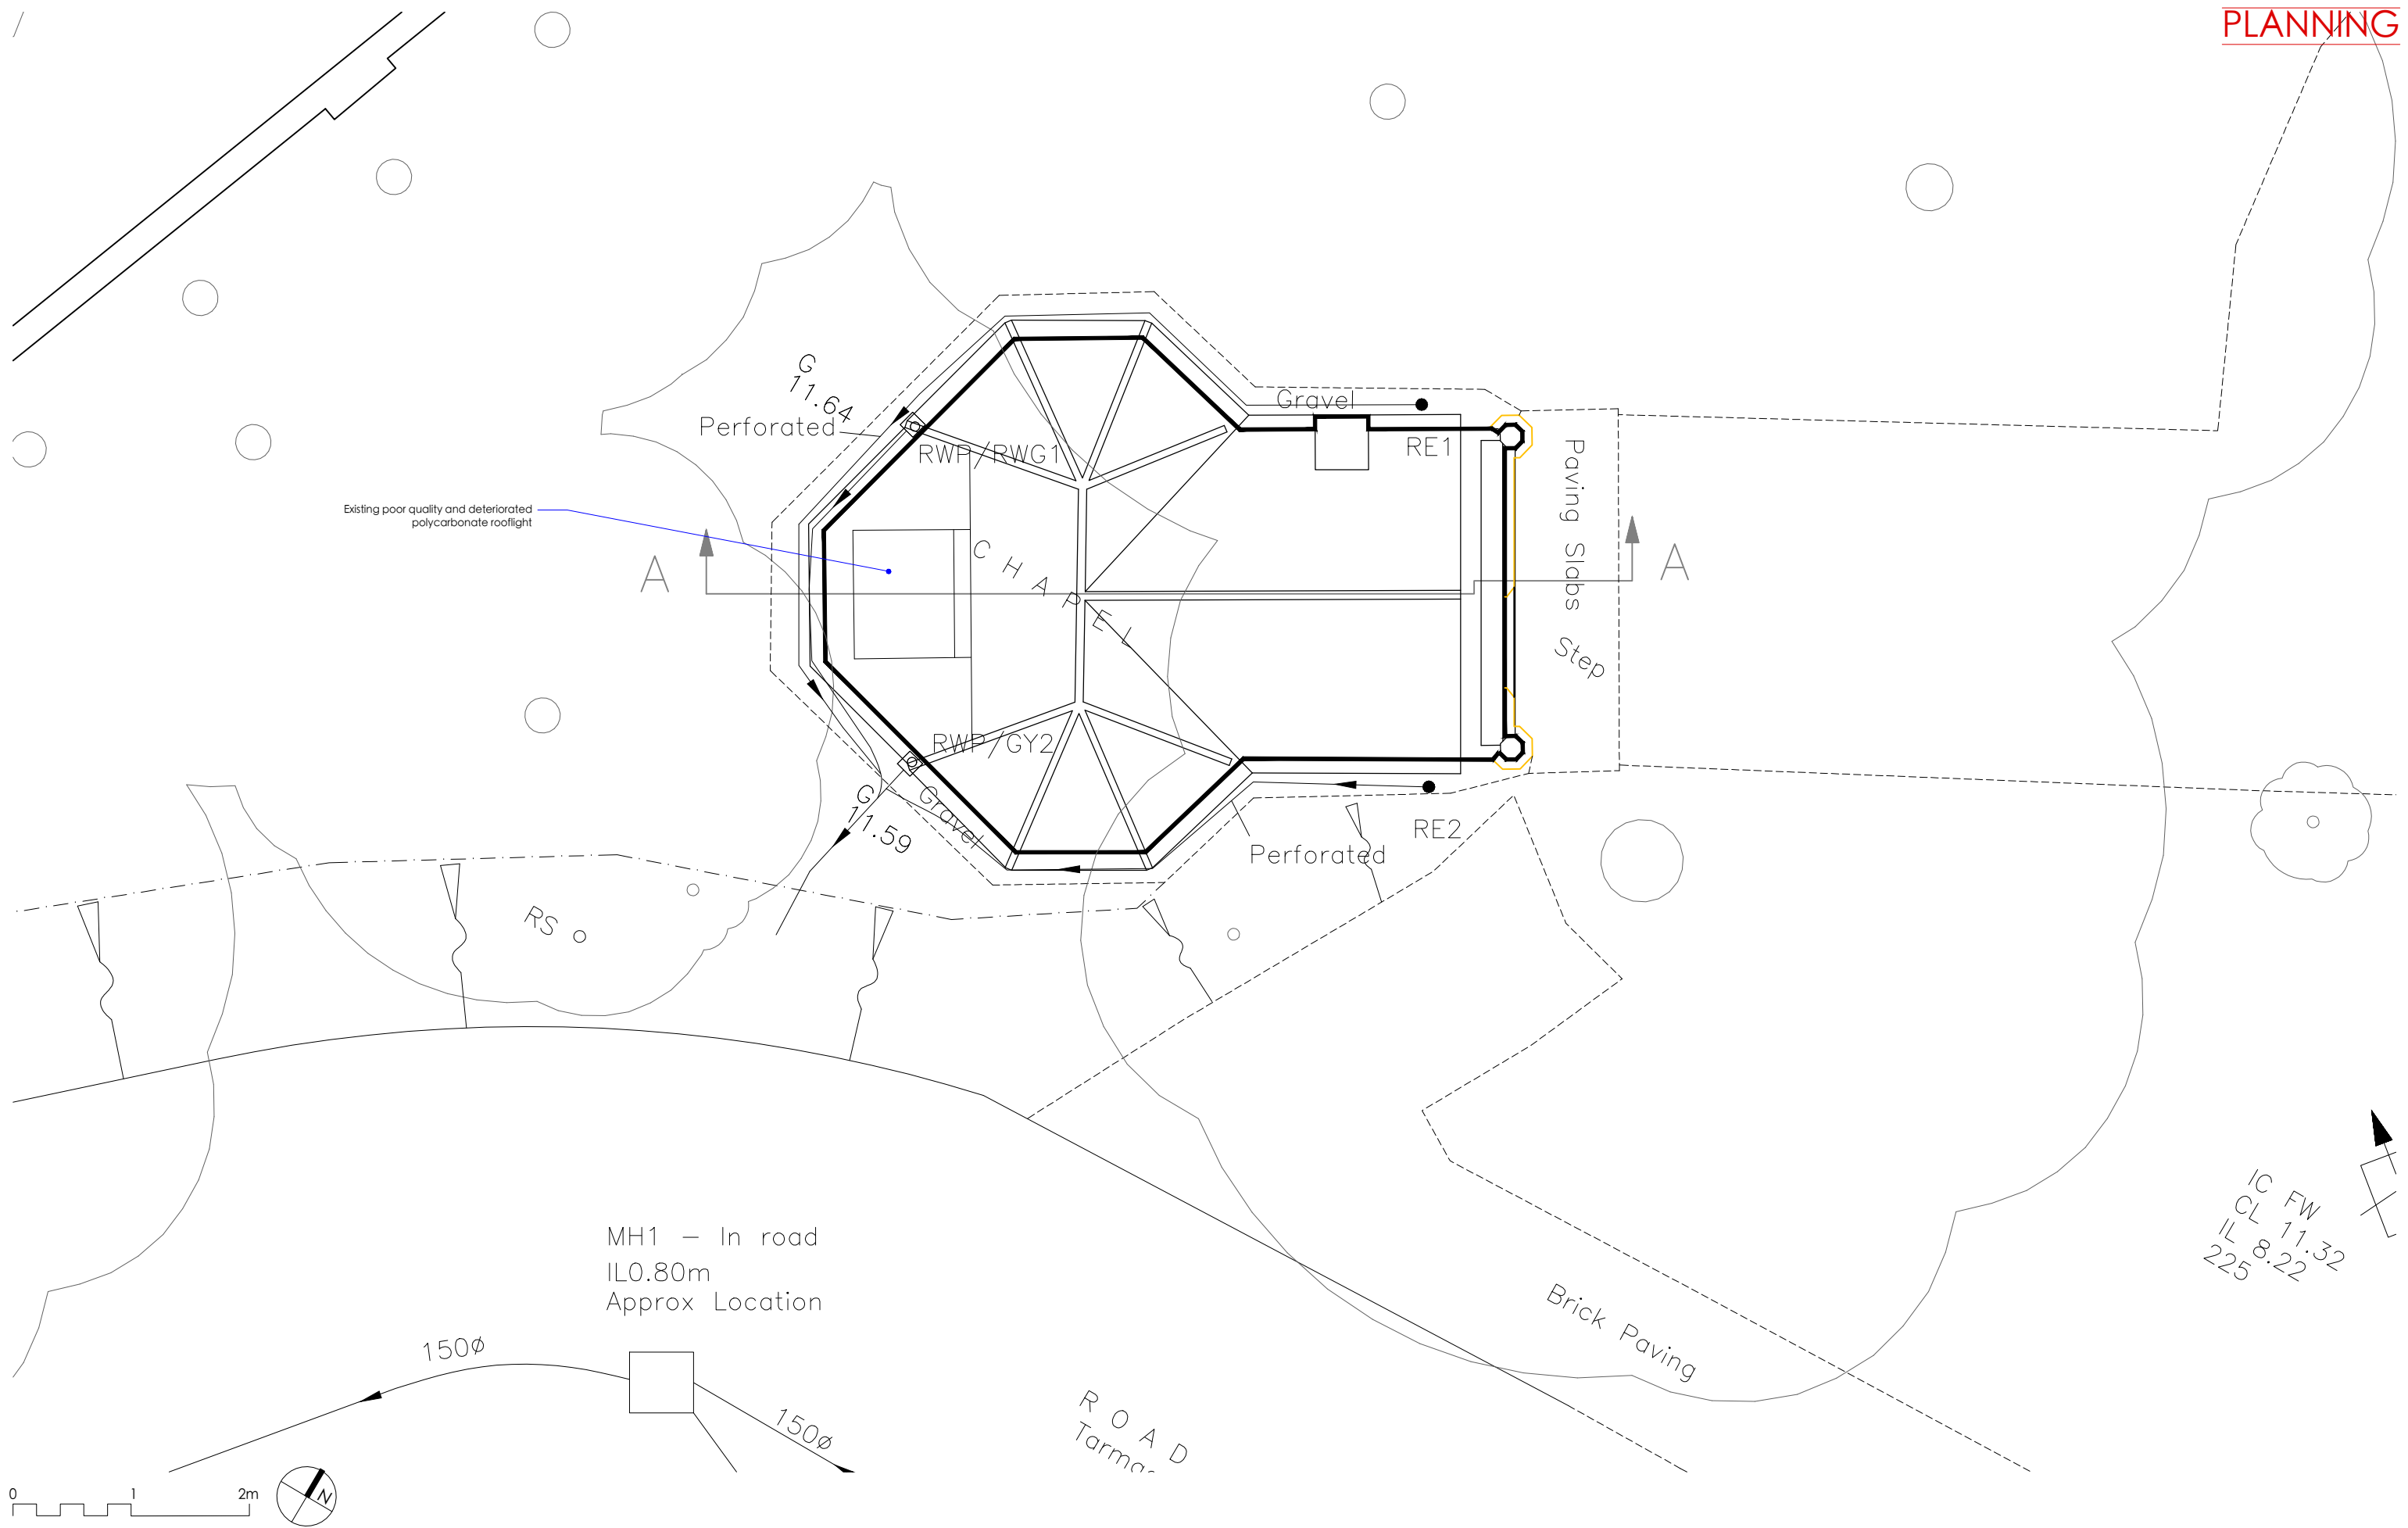 PLANNING
G
11.64
Gravel
Perforated
RWP/RWG1
RE1
Paving Slabs
Existing poor quality and deteriorated
polycarbonate rooflight
A
A
CHAPEL
Step
RWP/GY2
G
11.59
Gravel
RE2
Perforated
RS
IC FW
CL 11.32
IL 8.22
225
MH1 - In road
IL0.80m
Approx Location
Brick Paving
150ø
150ø
ROAD
0 1 2m
N